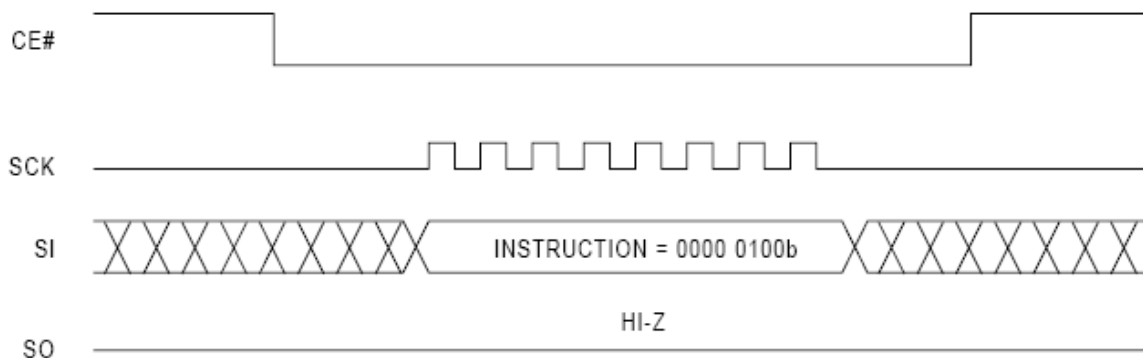 CE#
SCK
SI
INSTRUCTION = 0000 0100b
HI-Z
SO